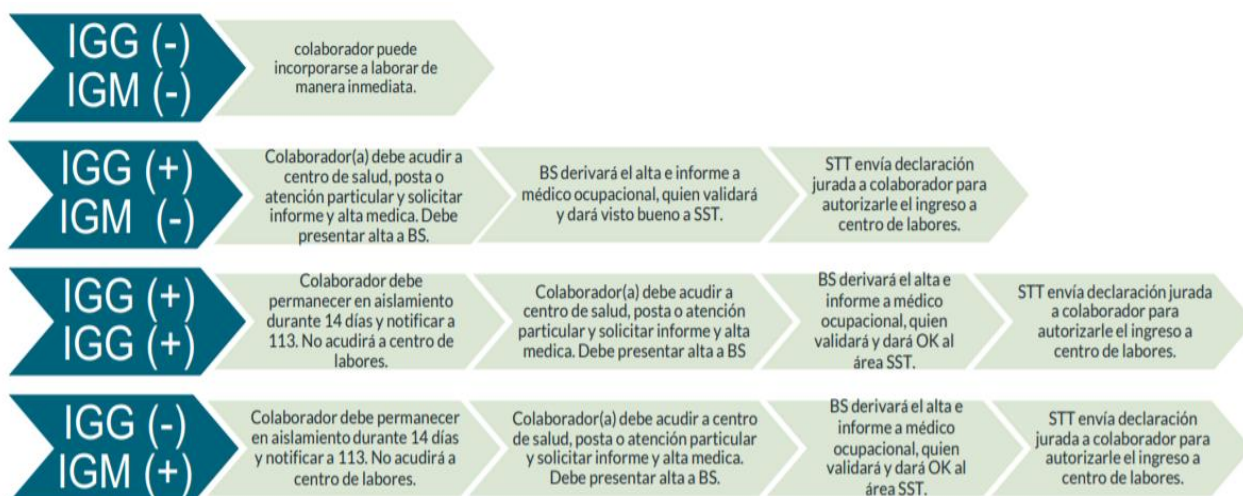 IGG (-)
IGM (-)
colaborador puede
incorporarse a laborar de
manera inmediata.
IGG (+)
IGM (-)
Colaborador(a) debe acudir a
centro de salud, posta o
atención particular y solicitar
informe y alta medica. Debe
presentar alta a BS.
BS derivará el alta e informe a
médico ocupacional, quien validará
y dará visto bueno a SST.
STT envía declaración
jurada a colaborador para
autorizarle el ingreso a
centro de labores.
IGG (+)
IGG (+)
Colaborador debe
permanecer en aislamiento
durante 14 días y notificar a
113. No acudirá a centro de
labores.
Colaborador(a) debe acudir a
centro de salud, posta o atención
particular y solicitar informe y alta
medica. Debe presentar alta a BS
BS derivará el alta e
informe a médico
ocupacional, quien
validará y dará OK al
área SST.
STT envía declaración jurada
a colaborador para
autorizarle el ingreso a
centro de labores.
IGG (-)
IGM (+)
Colaborador debe permanecer
en aislamiento durante 14 días
y notificar a 113. No acudirá a
centro de labores.
Colaborador(a) debe acudir a centro
de salud, posta o atención particular
y solicitar informe y alta medica.
Debe presentar alta a BS.
BS derivará el alta e
informe a médico
ocupacional, quien
validará y dará OK al
área SST.
STT envía declaración
jurada a colaborador para
autorizarle el ingreso a
centro de labores.